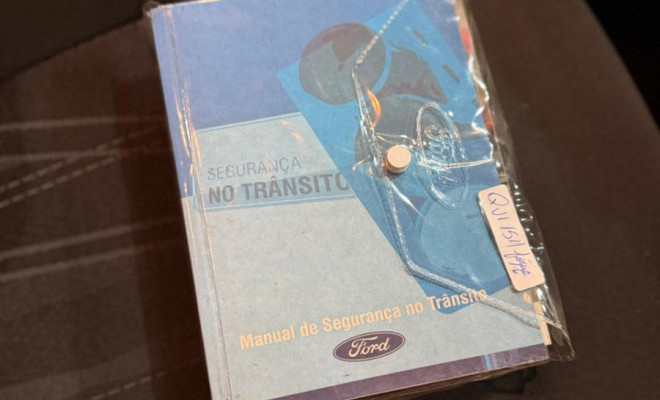 SEGURANÇA
NO TRÂNSITO
Manual de Segurança no Trânsito
Ford